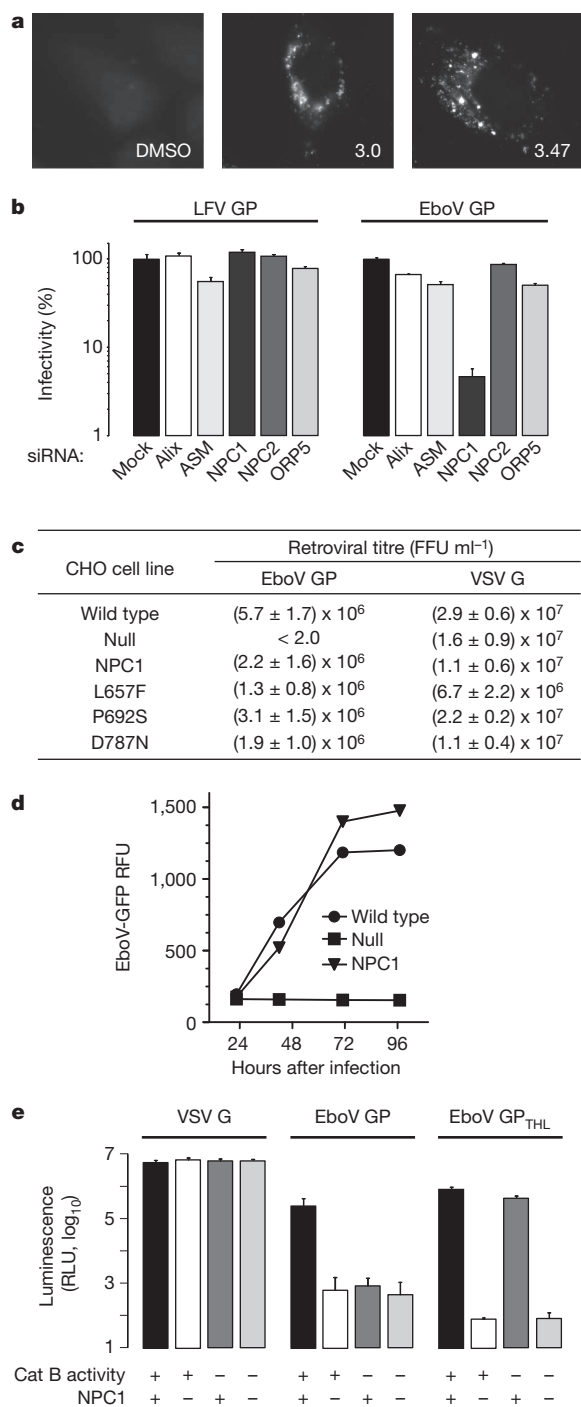 a
DMSO
3.0
3.47
b
LFV GP
EboV GP
Infectivity (%)
100
10
1
siRNA:
Mock
Alix
ASM
NPC1
NPC2
ORP5
Mock
Alix
ASM
NPC1
NPC2
ORP5
c
CHO cell line
Retroviral titre (FFU ml⁻¹)
EboV GP VSV G
Wild type (5.7 ± 1.7) x 10⁶ (2.9 ± 0.6) x 10⁷
Null < 2.0 (1.6 ± 0.9) x 10⁷
NPC1 (2.2 ± 1.6) x 10⁶ (1.1 ± 0.6) x 10⁷
L657F (1.3 ± 0.8) x 10⁶ (6.7 ± 2.2) x 10⁶
P692S (3.1 ± 1.5) x 10⁶ (2.2 ± 0.2) x 10⁷
D787N (1.9 ± 1.0) x 10⁶ (1.1 ± 0.4) x 10⁷
d
EboV-GFP RFU
1,500
1,000
500
0
Wild type
Null
NPC1
24 48 72 96
Hours after infection
e
VSV G
EboV GP
EboV GP_THL
Luminescence
(RLU, log₁₀)
7
5
3
1
Cat B activity + + – – + + – – + + – –
NPC1 + – + – + – + – + – + –